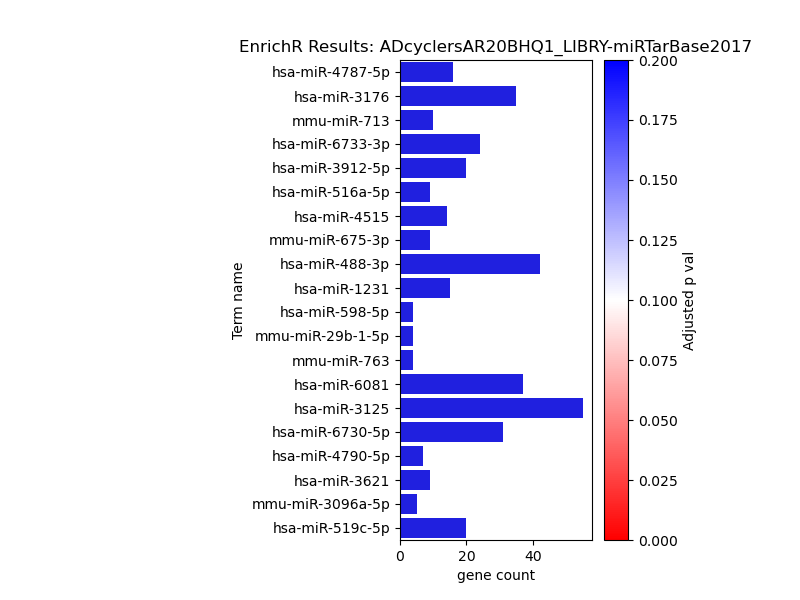 EnrichR Results: ADcyclersAR20BHQ1_LIBRY-miRTarBase2017
hsa-miR-4787-5p
hsa-miR-3176
mmu-miR-713
hsa-miR-6733-3p
hsa-miR-3912-5p
hsa-miR-516a-5p
hsa-miR-4515
mmu-miR-675-3p
hsa-miR-488-3p
hsa-miR-1231
hsa-miR-598-5p
mmu-miR-29b-1-5p
mmu-miR-763
hsa-miR-6081
hsa-miR-3125
hsa-miR-6730-5p
hsa-miR-4790-5p
hsa-miR-3621
mmu-miR-3096a-5p
hsa-miR-519c-5p
Term name
0 20 40
gene count
0.200
0.175
0.150
0.125
0.100
0.075
0.050
0.025
0.000
Adjusted p val